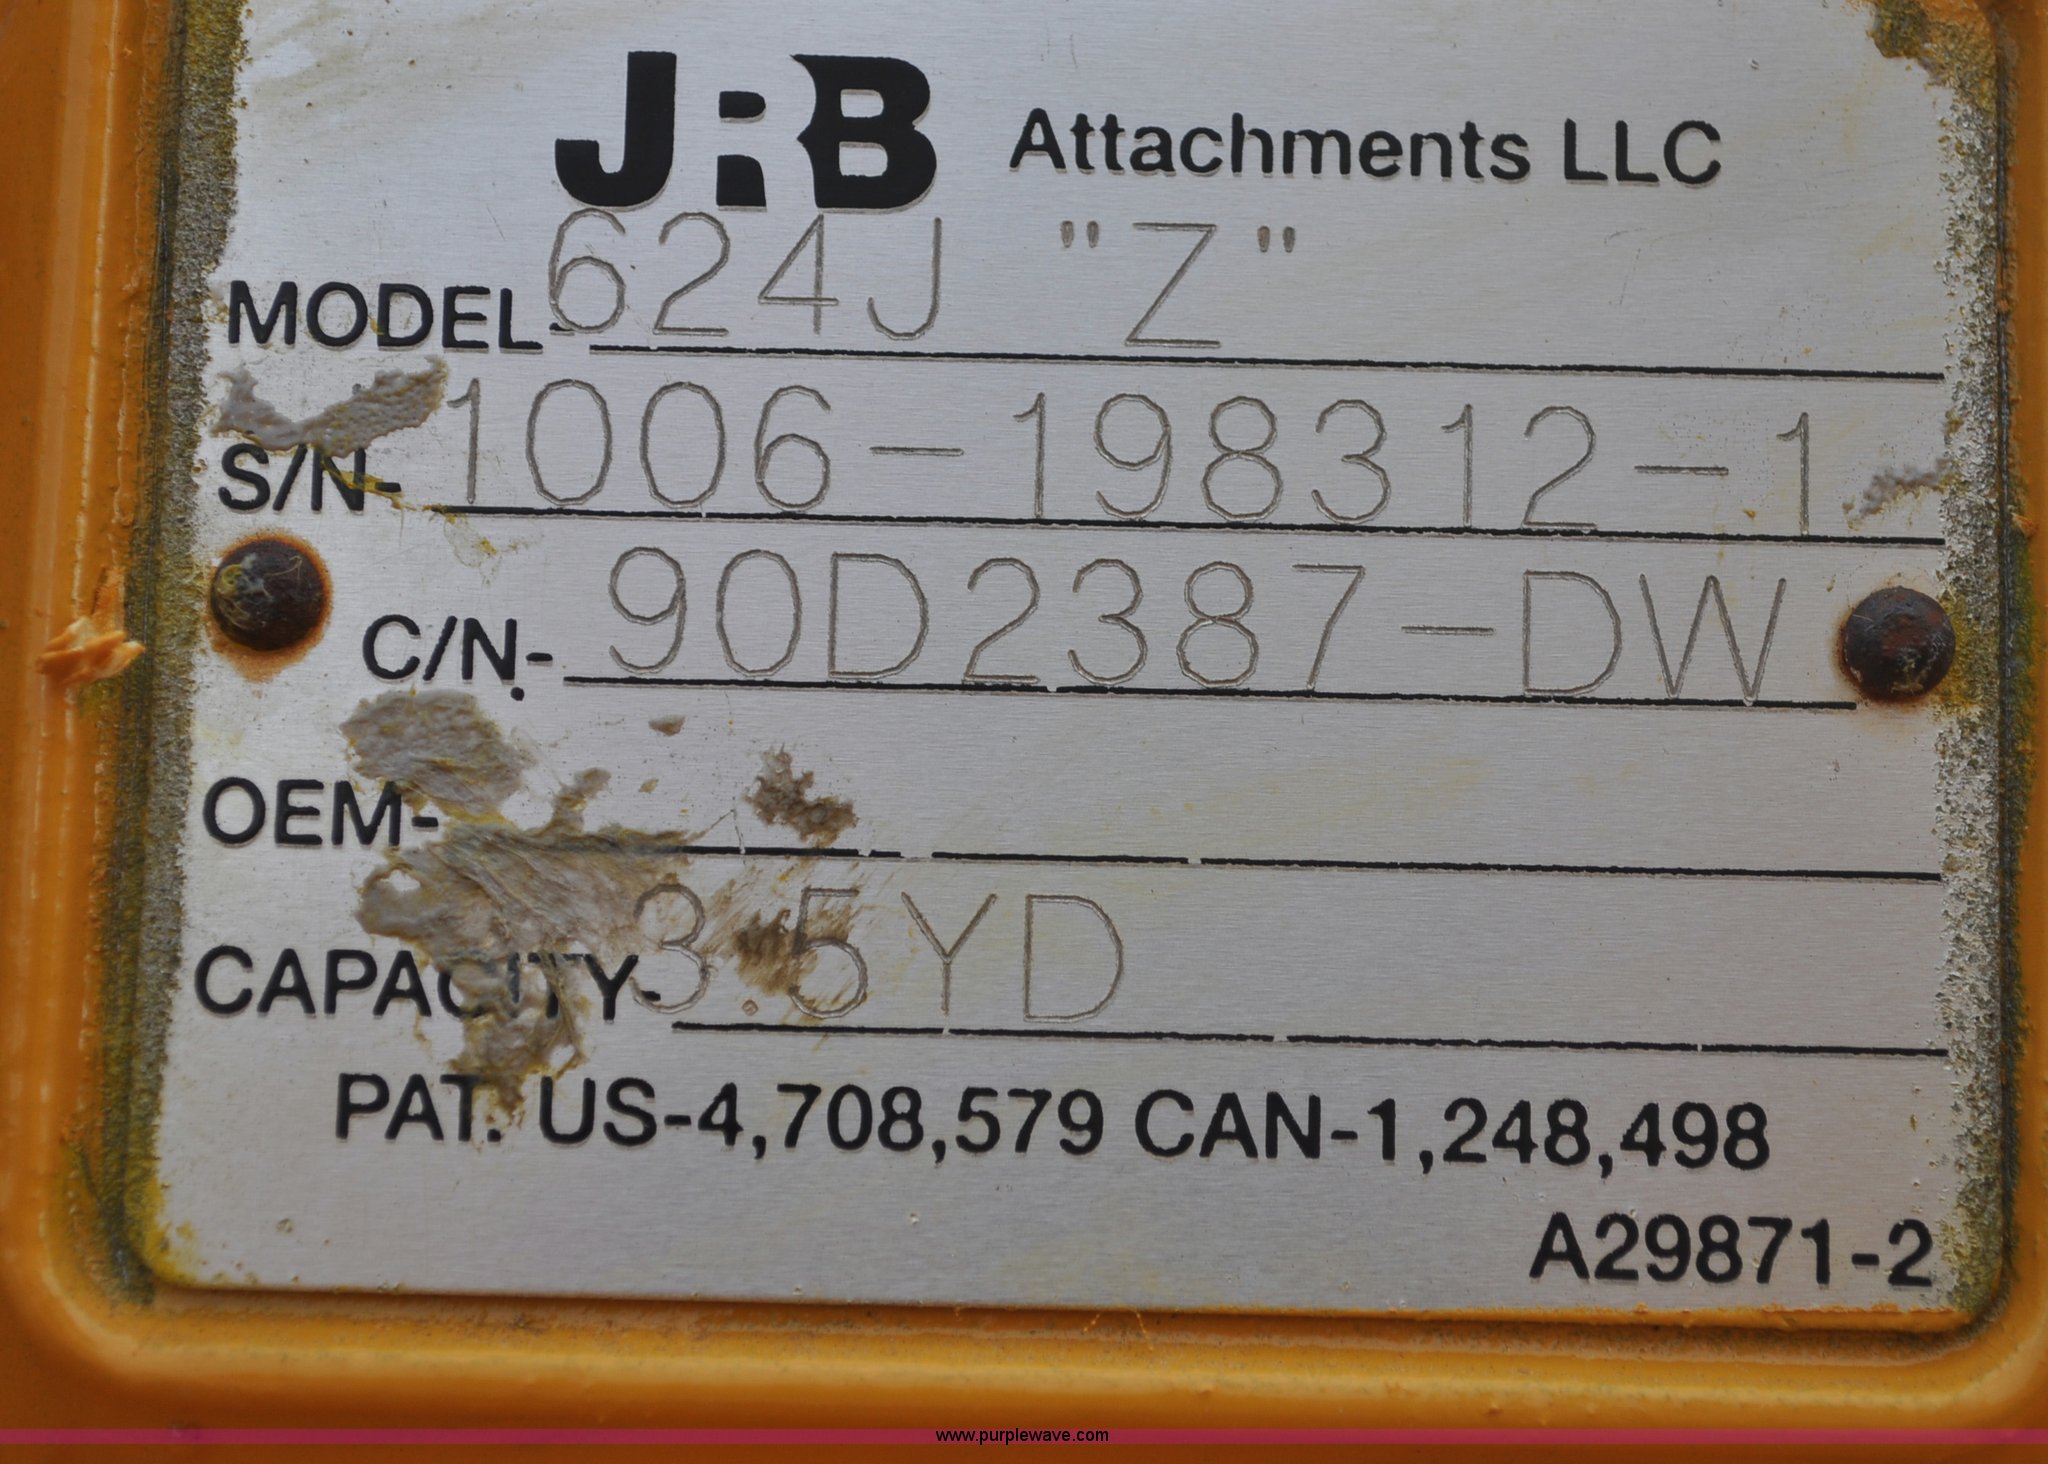 JRB Attachments LLC
MODEL- 624J "Z"
S/N- 1006-198312-1
C/N.- 90D2387-DW
OEM-
CAPACITY- 3.5YD
PAT. US-4,708,579 CAN-1,248,498
A29871-2
www.purplewave.com